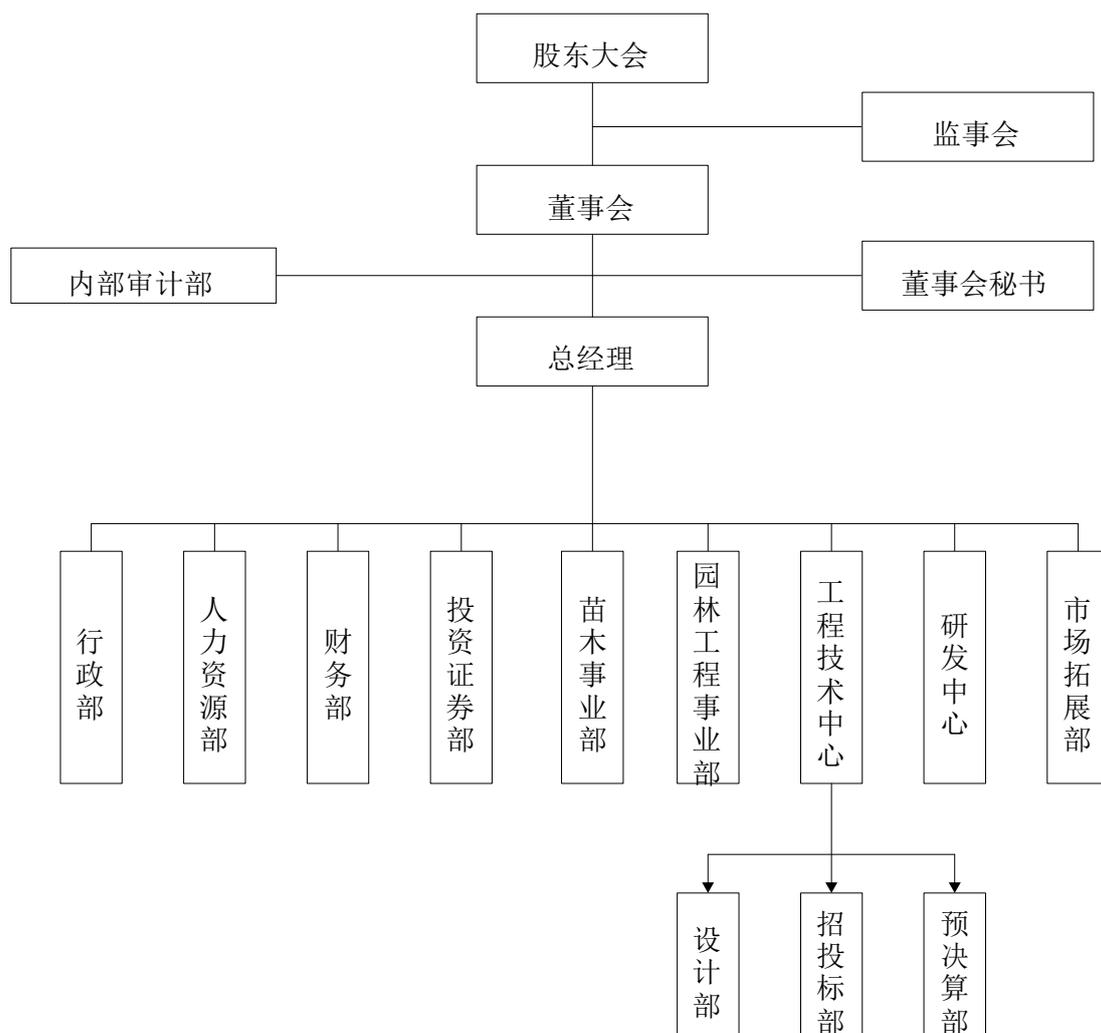 股东大会
监事会
董事会
内部审计部
董事会秘书
总经理
行政部
人力资源部
财务部
投资证券部
苗木事业部
园林工程事业部
工程技术中心
研发中心
市场拓展部
设计部
招投标部
预决算部